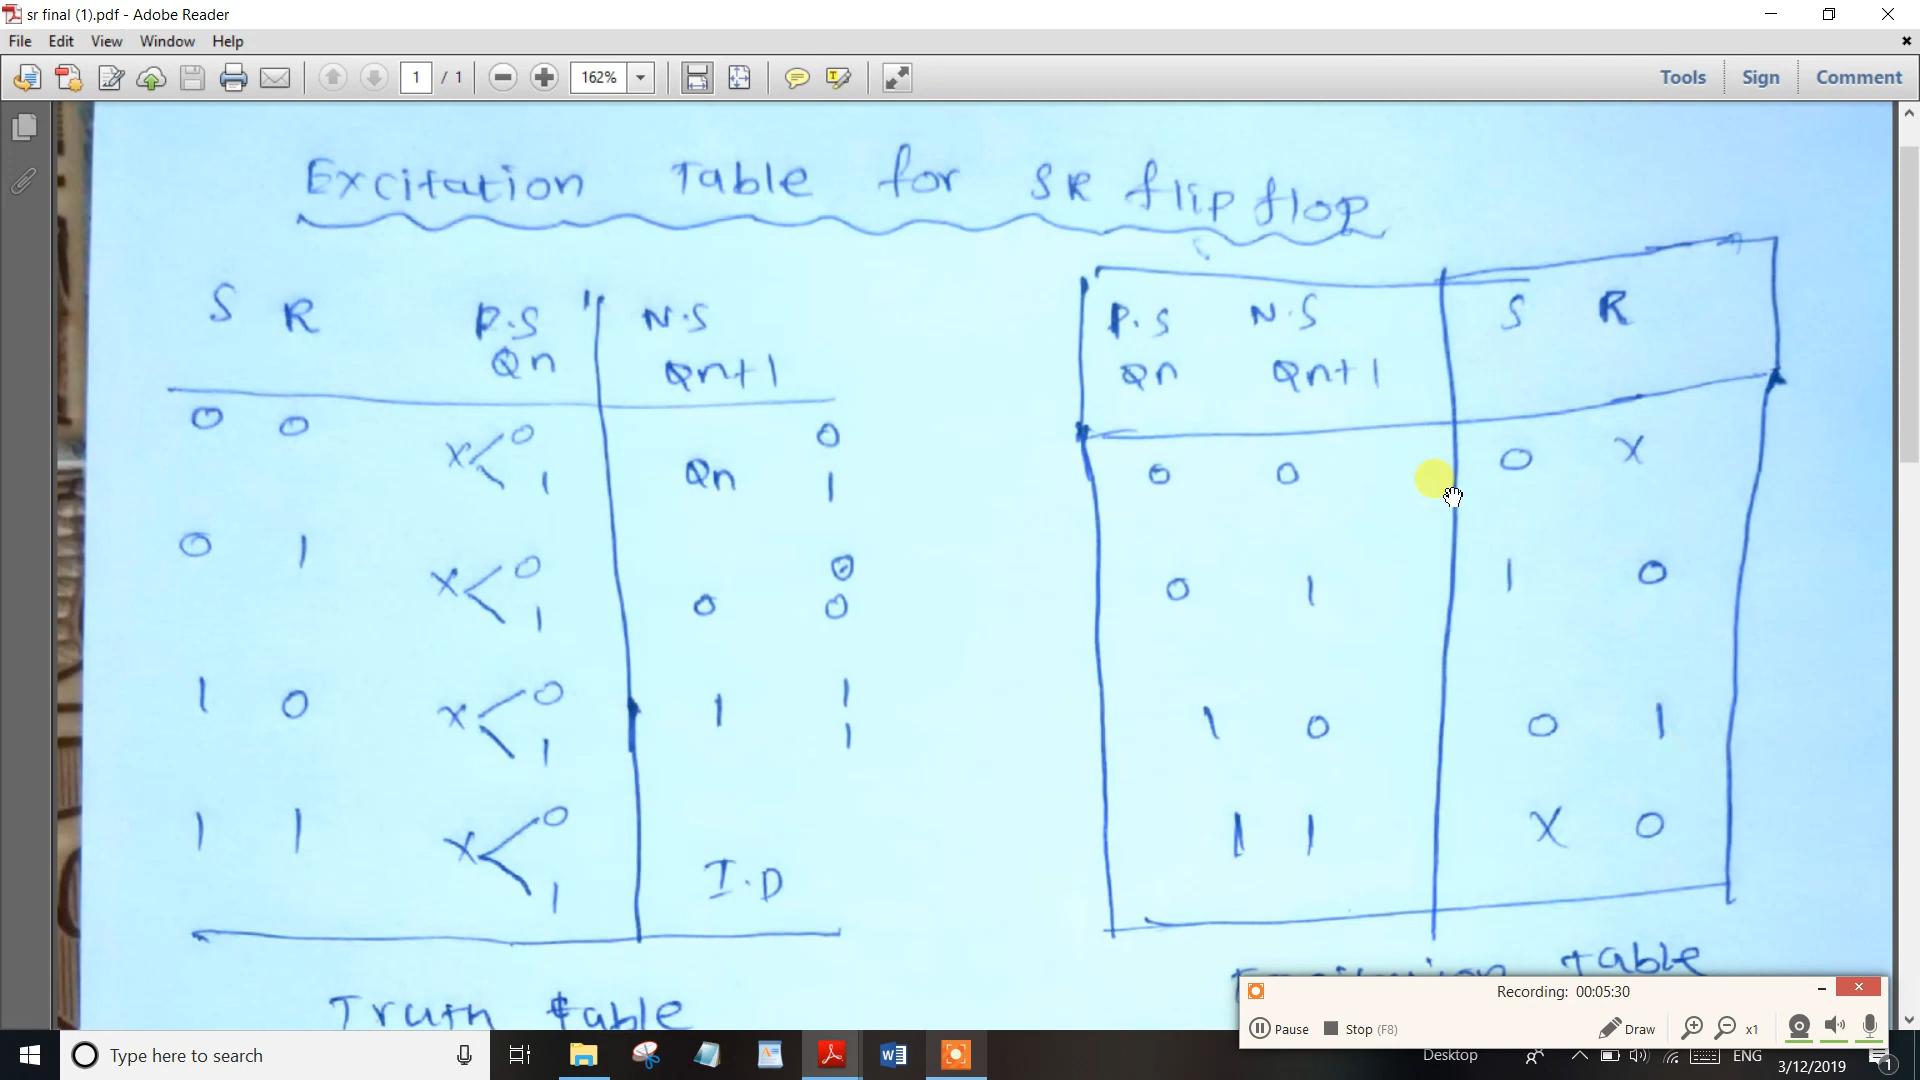 sr final (1).pdf - Adobe Reader
File Edit View Window Help
1 / 1 162% Tools Sign Comment
Excitation Table for SR flip flop
S R P.S N.S
Qn Qn+1
0 0 X 0 Qn 0
1 1
0 1 X 0 0 0
1 0
1 0 X 0 1 1
1 1
1 1 X 0 I.D
1
Truth table
P.S N.S S R
Qn Qn+1
0 0 0 X
0 1 1 0
1 0 0 1
1 1 X 0
table
Recording: 00:05:30
Pause Stop (F8) Draw x1
Type here to search
Desktop ENG
3/12/2019 1